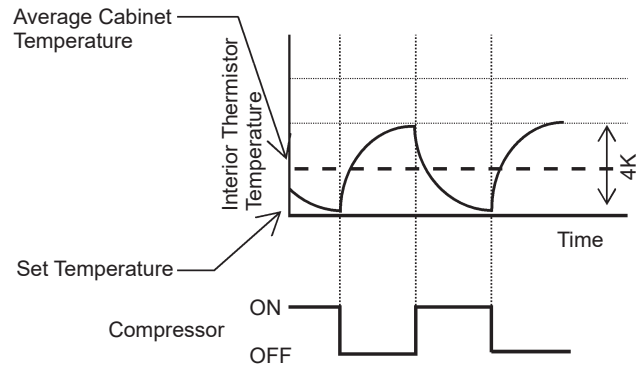 Average Cabinet
Temperature
Interior Thermistor
Temperature
4K
Time
Set Temperature
ON
Compressor
OFF